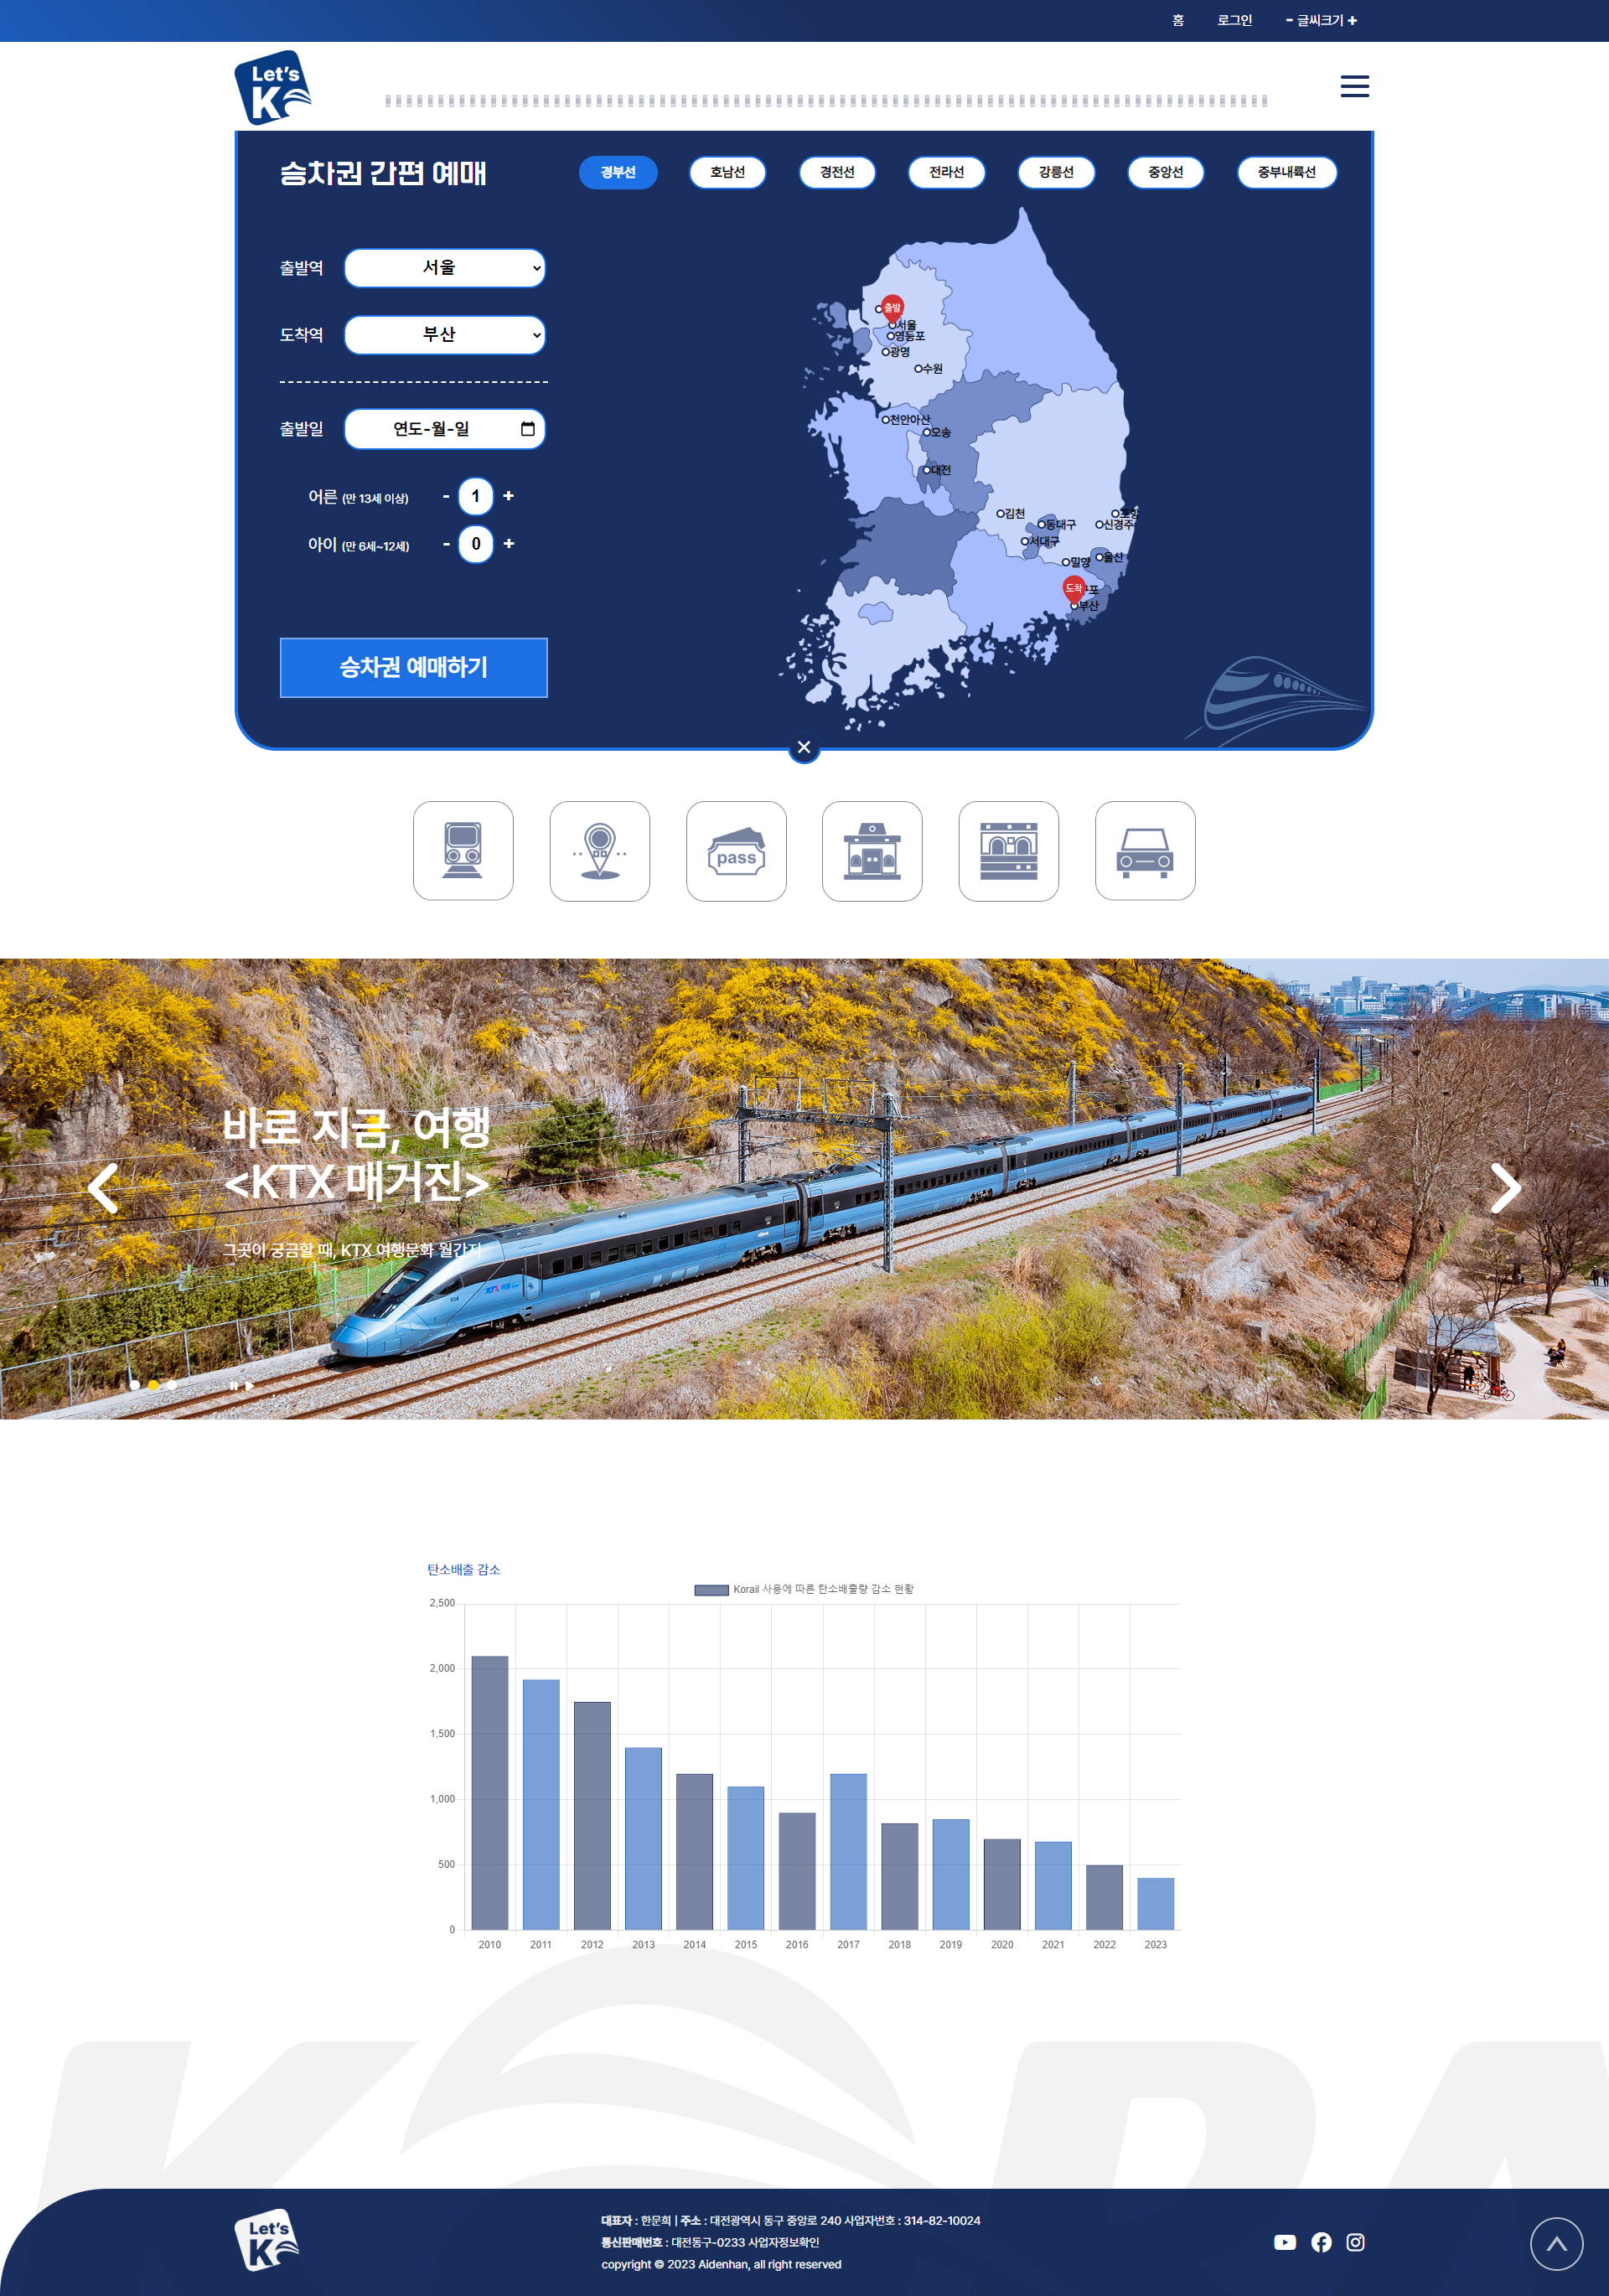 홈 로그인 - 글씨크기 +
Let's
K
승차권 간편 예매
경부선 호남선 경전선 전라선 강릉선 중앙선 중부내륙선
출발역 서울
도착역 부산
출발일 연도-월-일
어른 (만 13세 이상) - 1 +
아이 (만 6세~12세) - 0 +
승차권 예매하기
출발
서울
영등포
광명
수원
천안아산
오송
대전
김천
포항
동대구
신경주
서대구
울산
밀양
도착
부산
pass
바로 지금, 여행
<KTX 매거진>
그곳이 궁금할 때, KTX 여행문화 월간지
탄소배출 감소
Korail 사용에 따른 탄소배출량 감소 현황
2,500
2,000
1,500
1,000
500
0
2010 2011 2012 2013 2014 2015 2016 2017 2018 2019 2020 2021 2022 2023
KORA
Let's
K
대표자 : 한문희 | 주소 : 대전광역시 동구 중앙로 240 사업자번호 : 314-82-10024
통신판매번호 : 대전동구-0233 사업자정보확인
copyright © 2023 Aidenhan, all right reserved